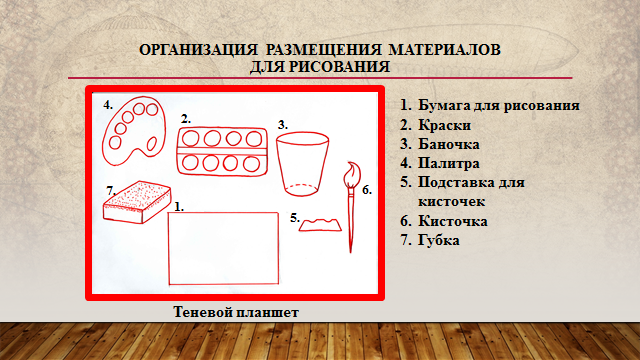 ОРГАНИЗАЦИЯ РАЗМЕЩЕНИЯ МАТЕРИАЛОВ
ДЛЯ РИСОВАНИЯ
4.
2.
3.
7.
6.
1.
5.
1. Бумага для рисования
2. Краски
3. Баночка
4. Палитра
5. Подставка для
кисточек
6. Кисточка
7. Губка
Теневой планшет